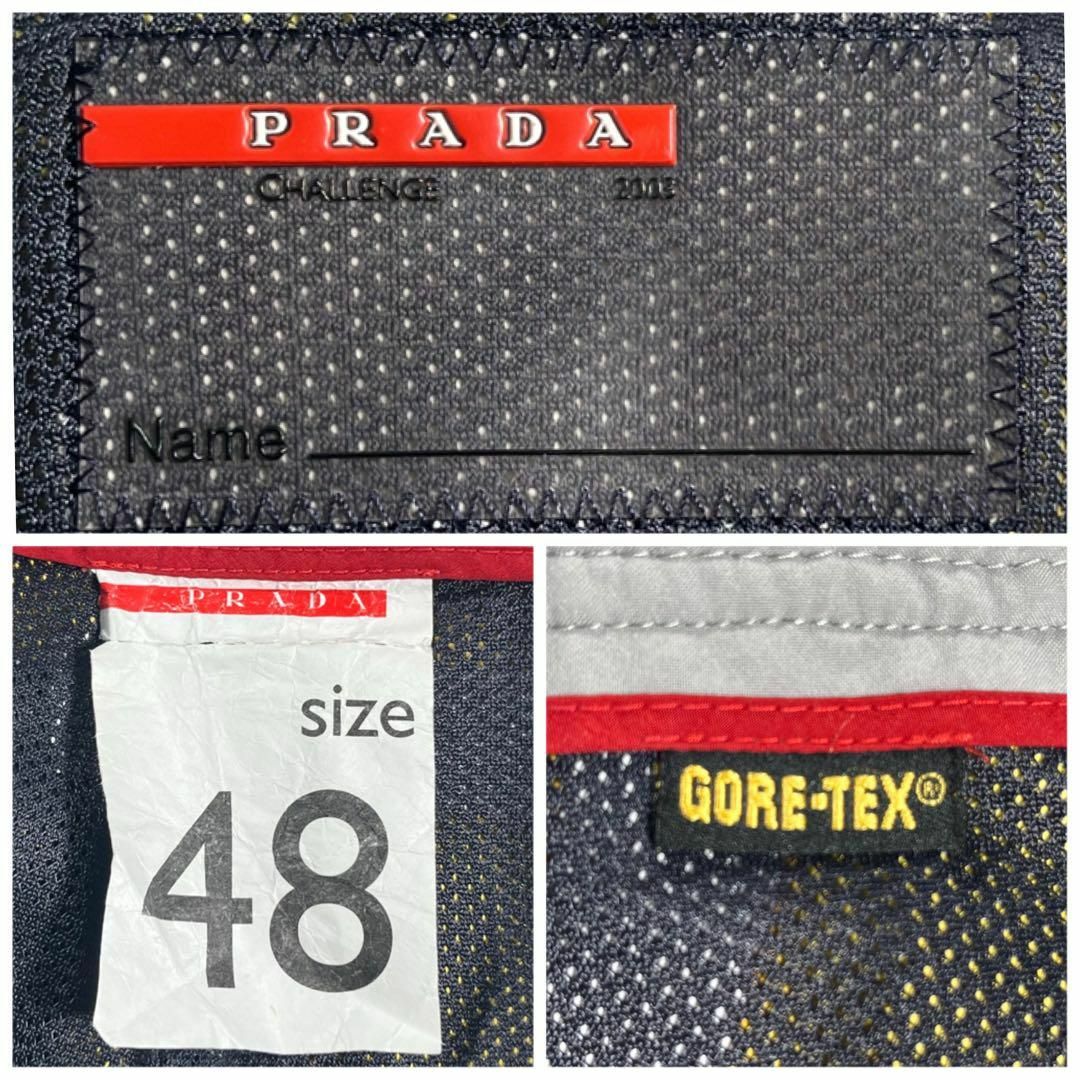 PRADA
CHALLENGE
Name
PRADA
size
48
GORE-TEX®